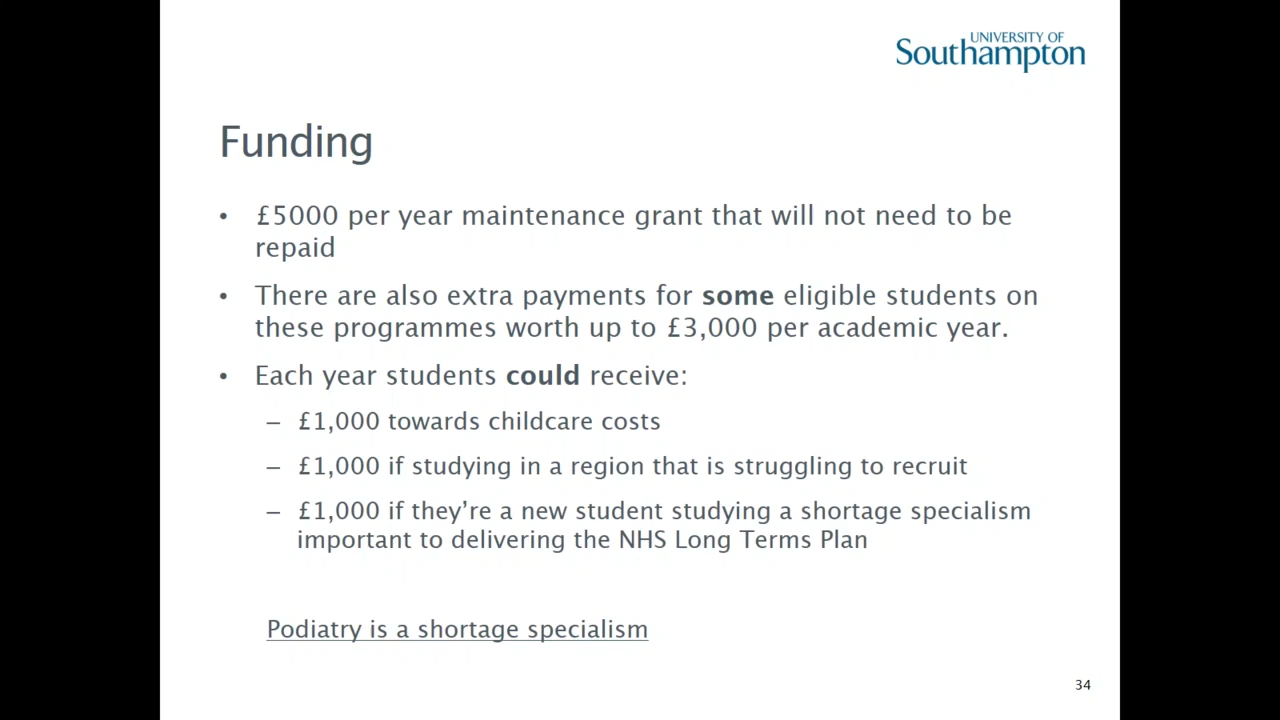 UNIVERSITY OF
Southampton
Funding
• £5000 per year maintenance grant that will not need to be
repaid
• There are also extra payments for some eligible students on
these programmes worth up to £3,000 per academic year.
• Each year students could receive:
– £1,000 towards childcare costs
– £1,000 if studying in a region that is struggling to recruit
– £1,000 if they’re a new student studying a shortage specialism
important to delivering the NHS Long Terms Plan
Podiatry is a shortage specialism
34